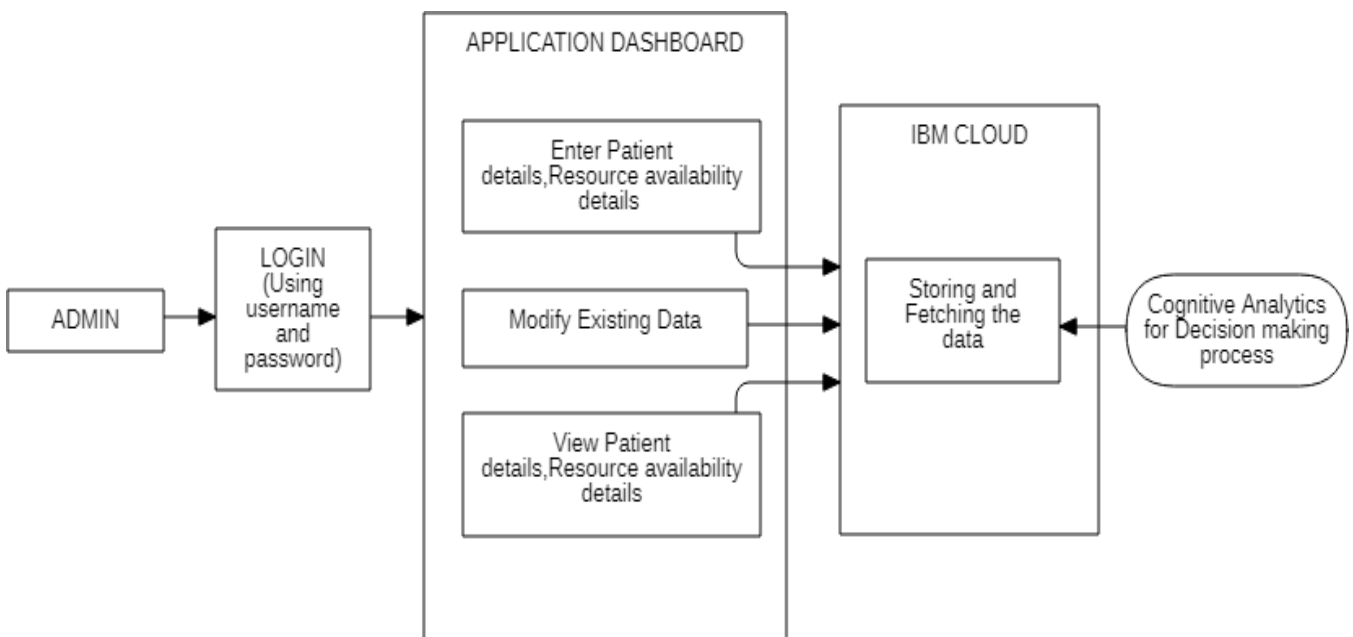 ADMIN
LOGIN
(Using
username
and
password)
APPLICATION DASHBOARD
Enter Patient
details,Resource availability
details
Modify Existing Data
View Patient
details,Resource availability
details
IBM CLOUD
Storing and
Fetching the
data
Cognitive Analytics
for Decision making
process